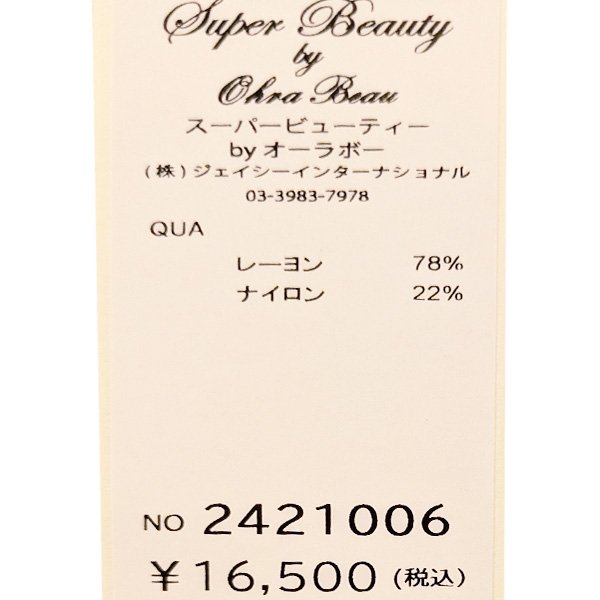 Super Beauty
by
Ohra Beau
スーパービューティー
by オーラボー
(株)ジェイシーインターナショナル
03-3983-7978
QUA
レーヨン 78%
ナイロン 22%
NO 2421006
¥16,500(税込)